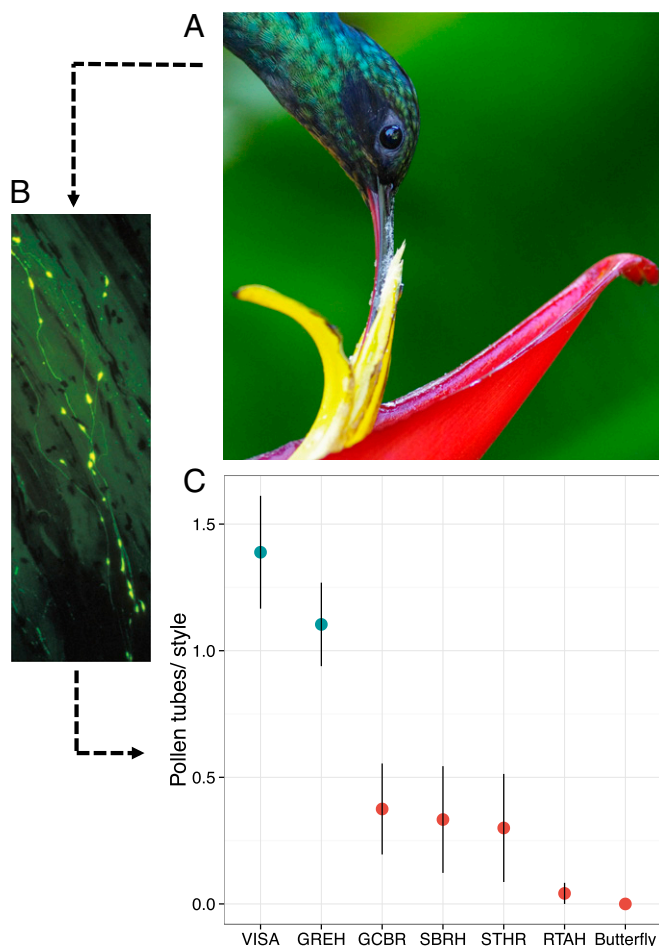 A
B
C
Pollen tubes/ style
1.5
1.0
0.5
0.0
VISA GREH GCBR SBRH STHR RTAH Butterfly